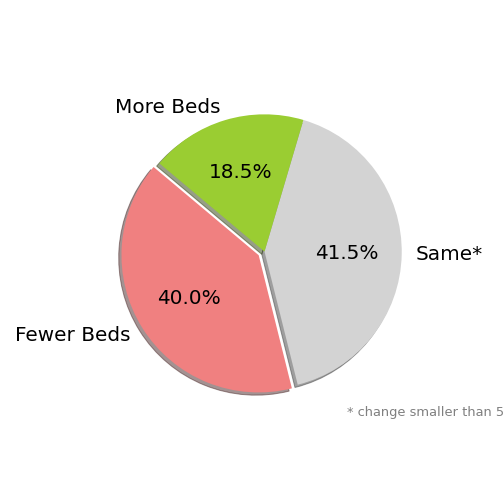 More Beds
18.5%
41.5%
Same*
40.0%
Fewer Beds
* change smaller than 5